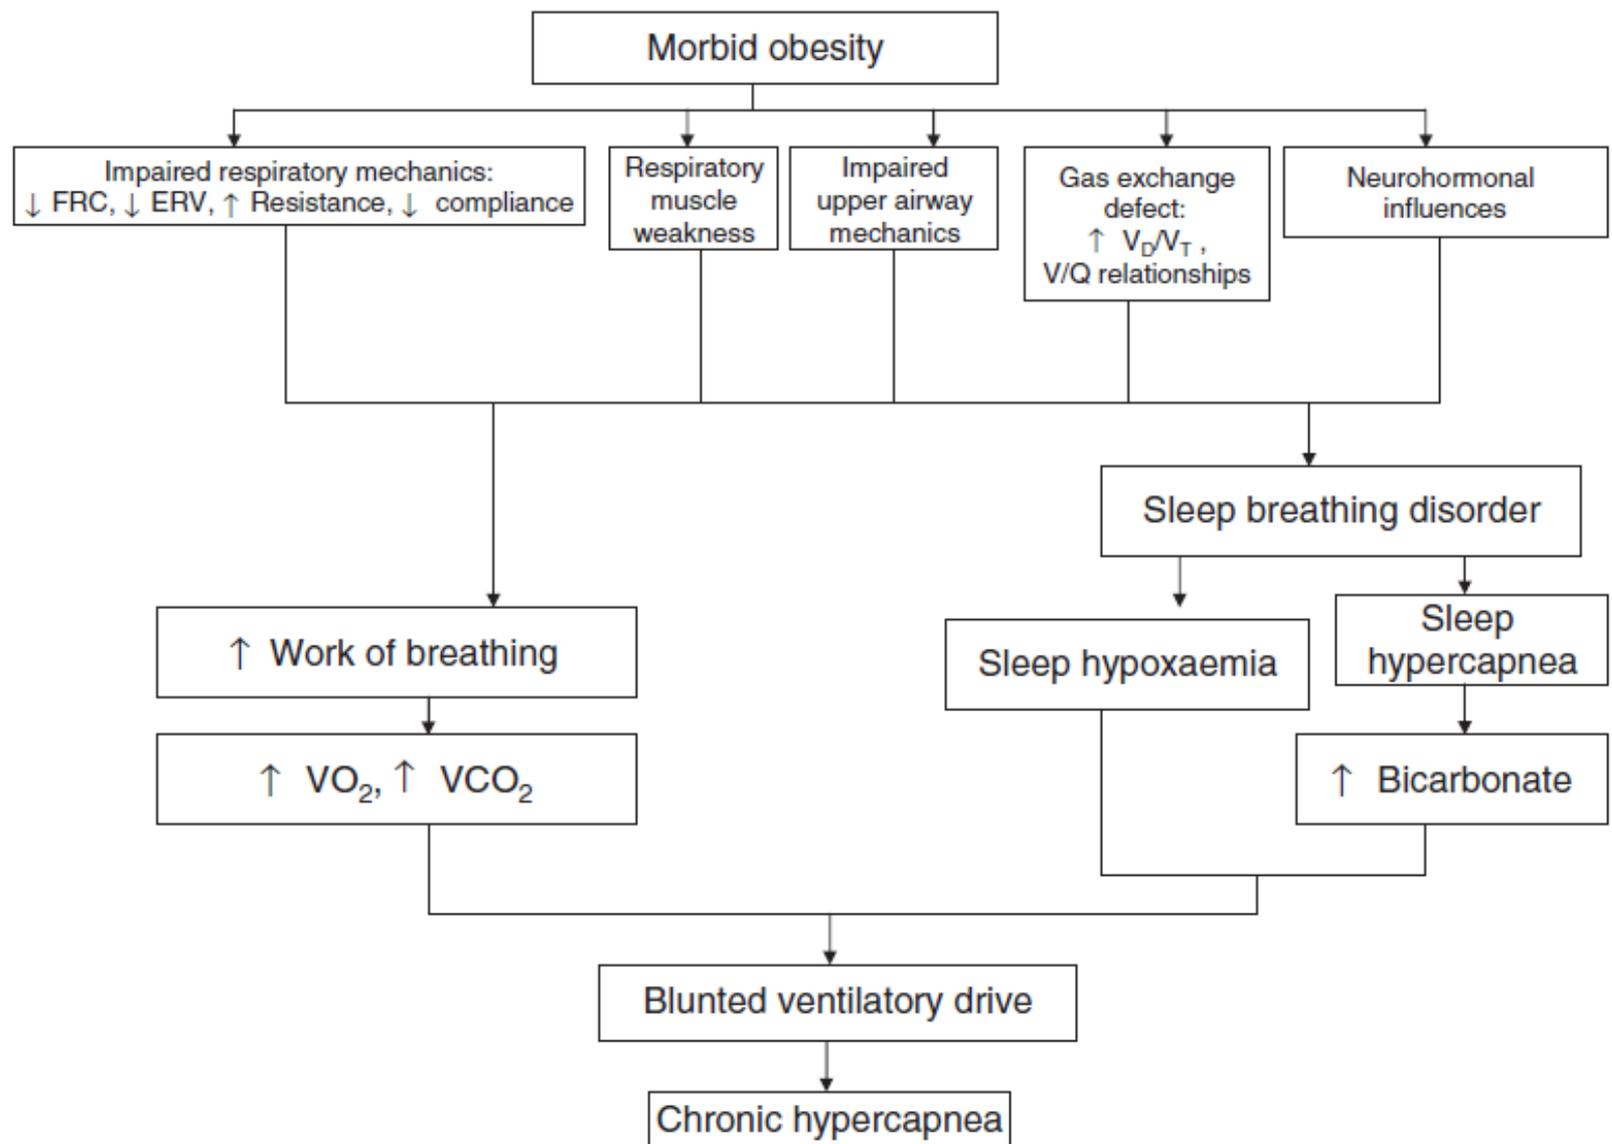 Morbid obesity
Impaired respiratory mechanics:
↓ FRC, ↓ ERV, ↑ Resistance, ↓ compliance
Respiratory
muscle
weakness
Impaired
upper airway
mechanics
Gas exchange
defect:
↑ V_D/V_T ,
V/Q relationships
Neurohormonal
influences
Sleep breathing disorder
↑ Work of breathing
Sleep hypoxaemia
Sleep
hypercapnea
↑ VO₂, ↑ VCO₂
↑ Bicarbonate
Blunted ventilatory drive
Chronic hypercapnea